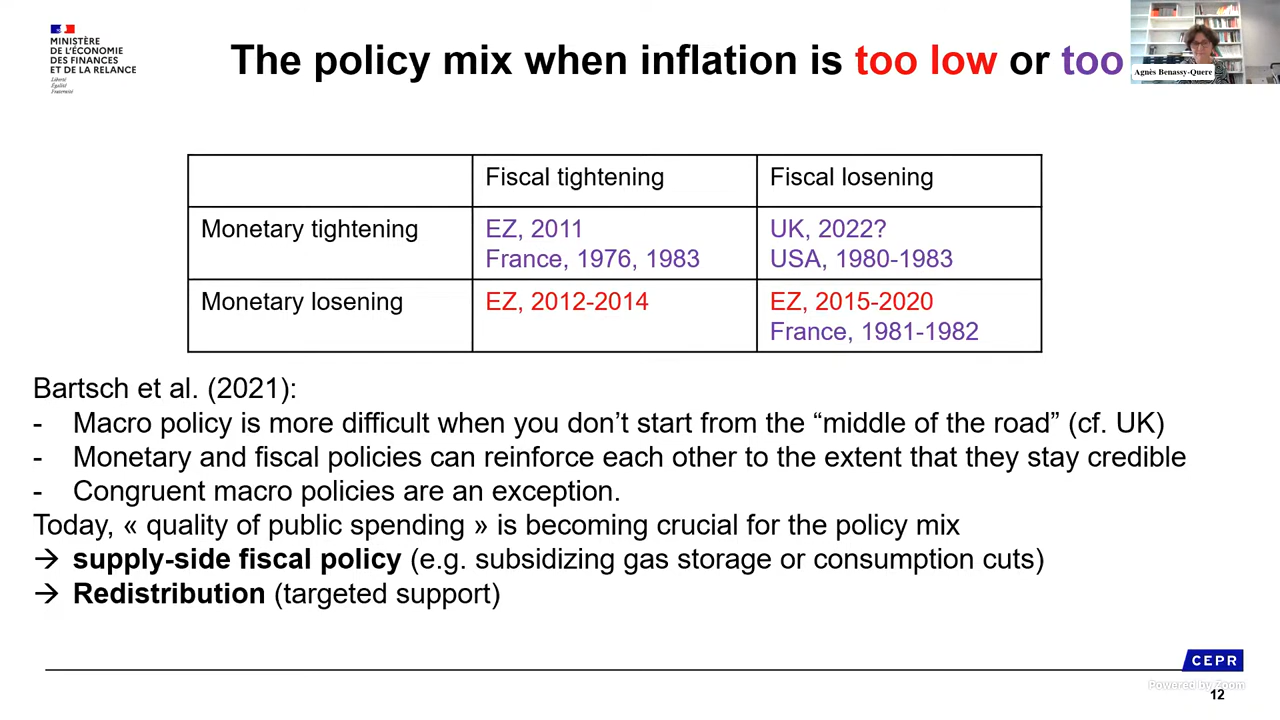 MINISTÈRE
DE L'ÉCONOMIE
DES FINANCES
ET DE LA RELANCE
Liberté
Égalité
Fraternité
The policy mix when inflation is too low or too
Agnès Benassy-Quere
Fiscal tightening
Fiscal losening
Monetary tightening
EZ, 2011
France, 1976, 1983
UK, 2022?
USA, 1980-1983
Monetary losening
EZ, 2012-2014
EZ, 2015-2020
France, 1981-1982
Bartsch et al. (2021):
- Macro policy is more difficult when you don’t start from the “middle of the road” (cf. UK)
- Monetary and fiscal policies can reinforce each other to the extent that they stay credible
- Congruent macro policies are an exception.
Today, « quality of public spending » is becoming crucial for the policy mix
→ supply-side fiscal policy (e.g. subsidizing gas storage or consumption cuts)
→ Redistribution (targeted support)
CEPR
Powered by Zoom
12